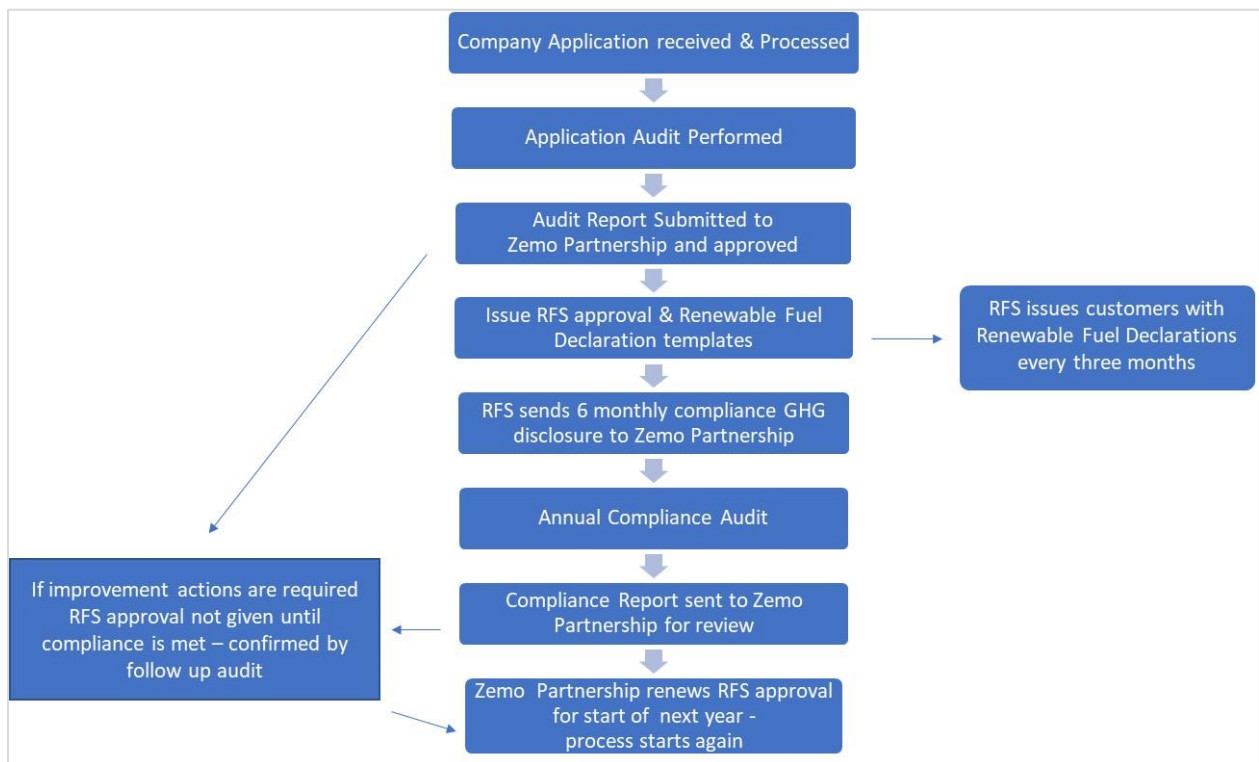 Company Application received & Processed
Application Audit Performed
Audit Report Submitted to
Zemo Partnership and approved
Issue RFS approval & Renewable Fuel
Declaration templates
RFS issues customers with
Renewable Fuel Declarations
every three months
RFS sends 6 monthly compliance GHG
disclosure to Zemo Partnership
Annual Compliance Audit
If improvement actions are required
RFS approval not given until
compliance is met – confirmed by
follow up audit
Compliance Report sent to Zemo
Partnership for review
Zemo Partnership renews RFS approval
for start of next year -
process starts again